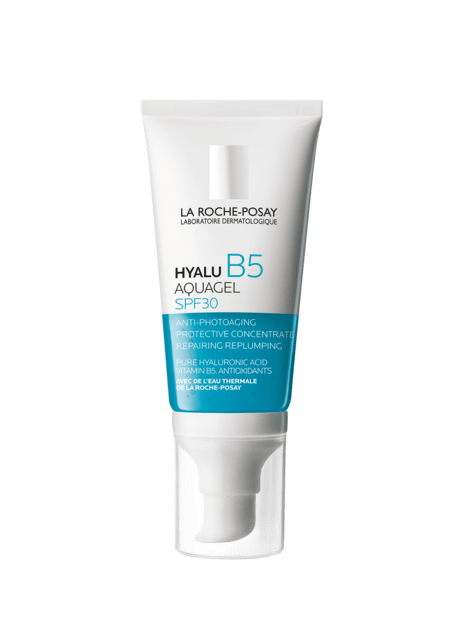 LA ROCHE-POSAY
LABORATOIRE DERMATOLOGIQUE
HYALU B5
AQUAGEL
SPF30
ANTI-PHOTOAGING
PROTECTIVE CONCENTRATE
REPAIRING REPLUMPING
PURE HYALURONIC ACID
VITAMIN B5, ANTIOXIDANTS
AVEC DE L'EAU THERMALE
DE LA ROCHE-POSAY